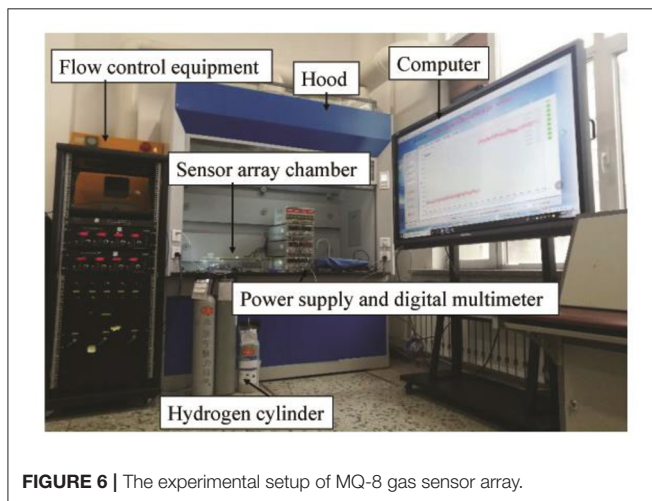 Flow control equipment
Hood
Computer
Sensor array chamber
Power supply and digital multimeter
Hydrogen cylinder
FIGURE 6 | The experimental setup of MQ-8 gas sensor array.